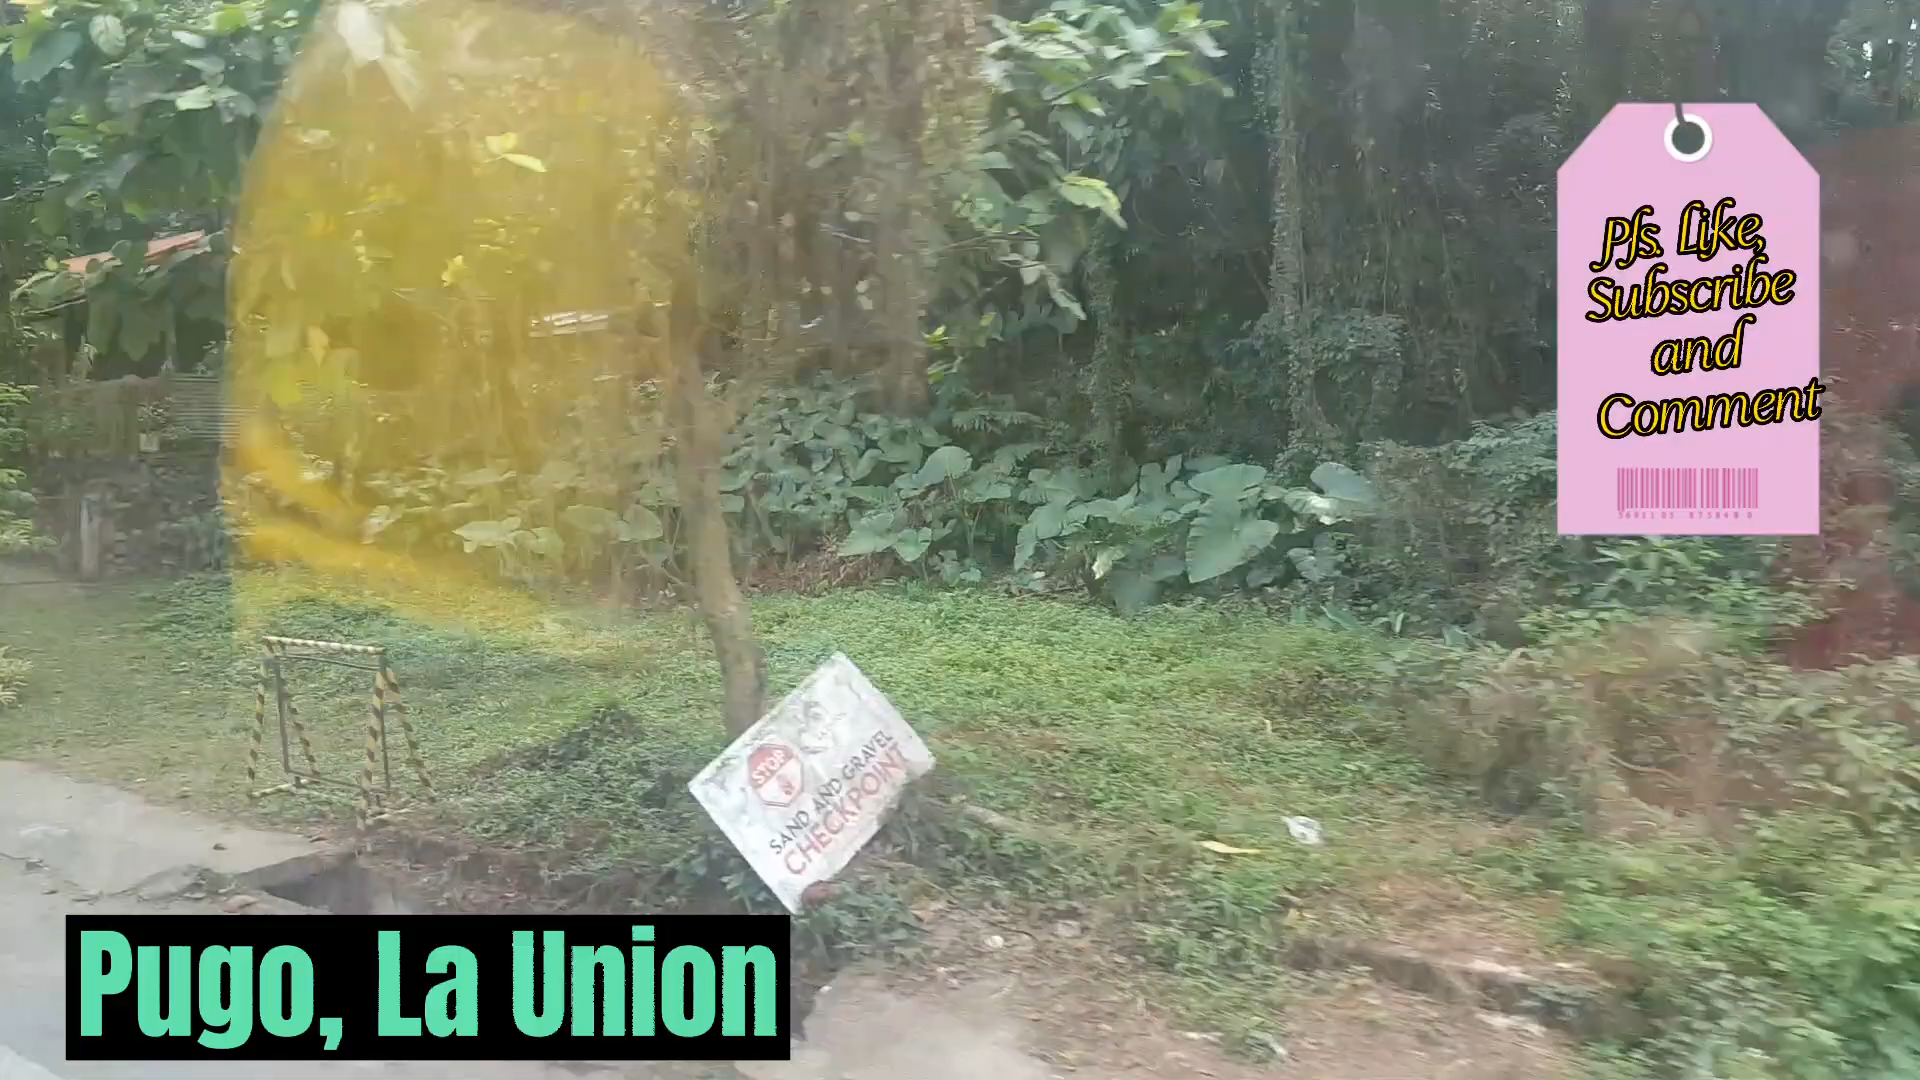 Pls. Like,
Subscribe
and
Comment
STOP
SAND AND GRAVEL
CHECKPOINT
Pugo, La Union